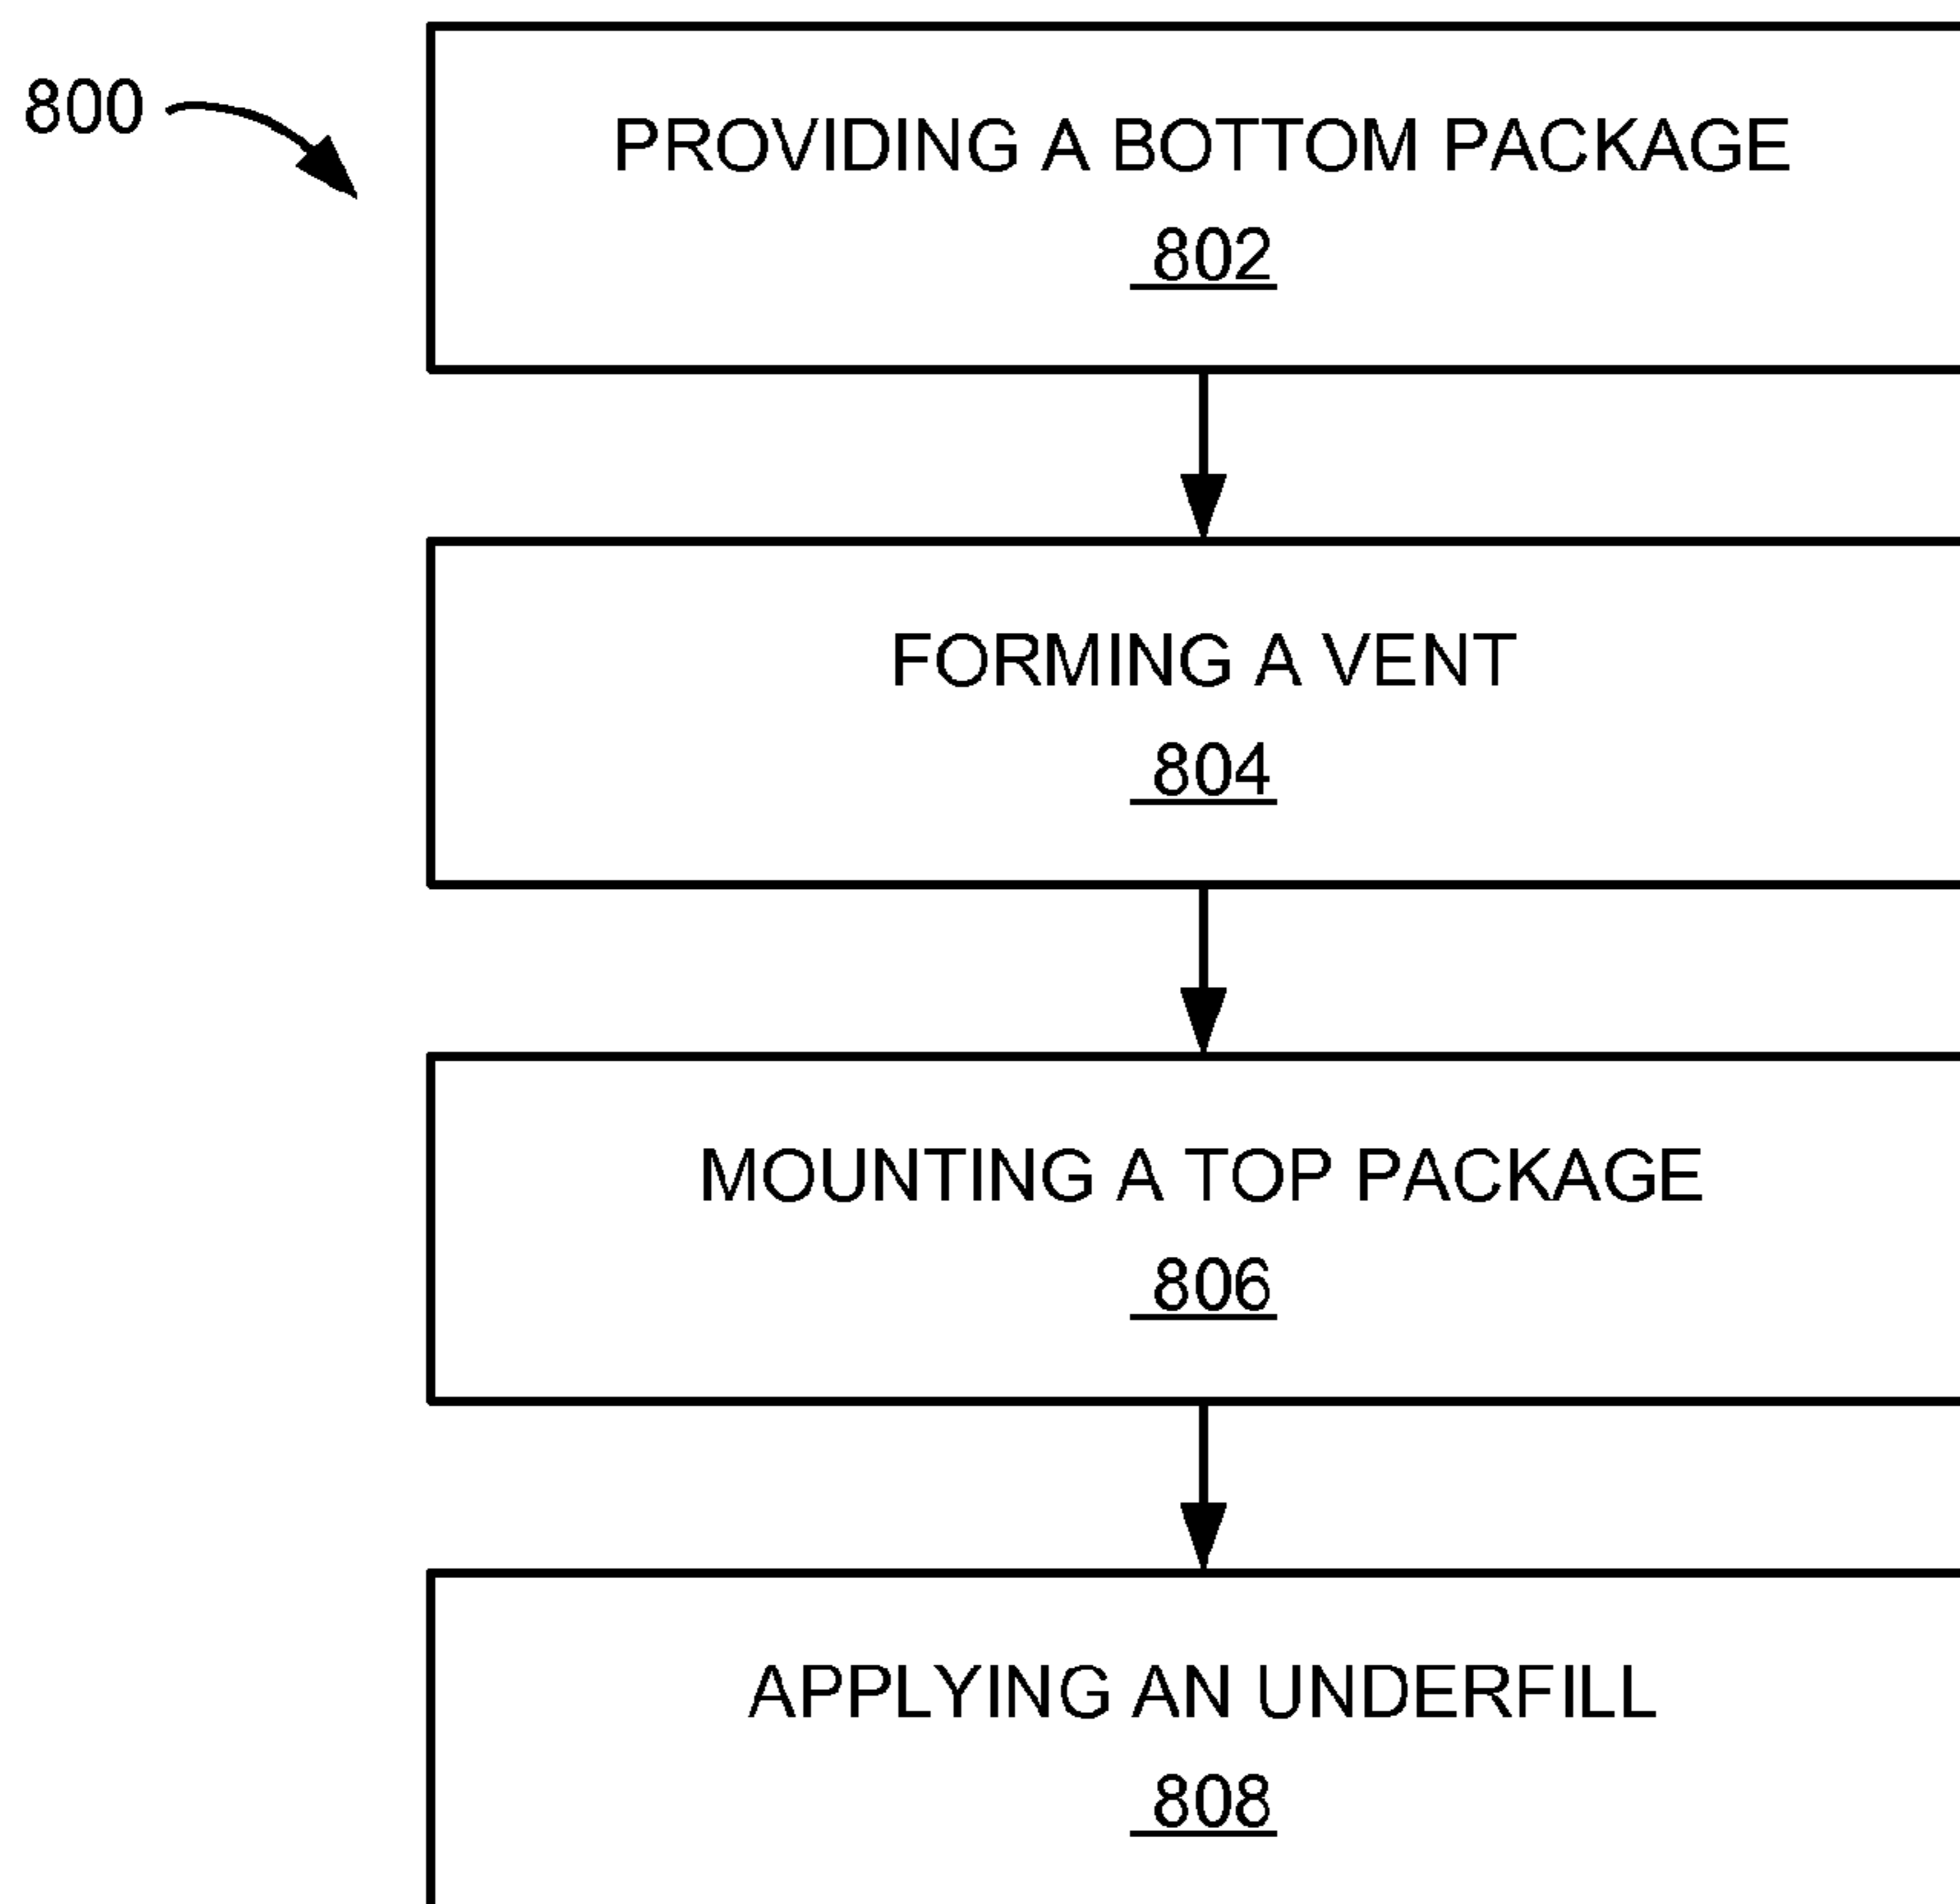 800
PROVIDING A BOTTOM PACKAGE
802
FORMING A VENT
804
MOUNTING A TOP PACKAGE
806
APPLYING AN UNDERFILL
808